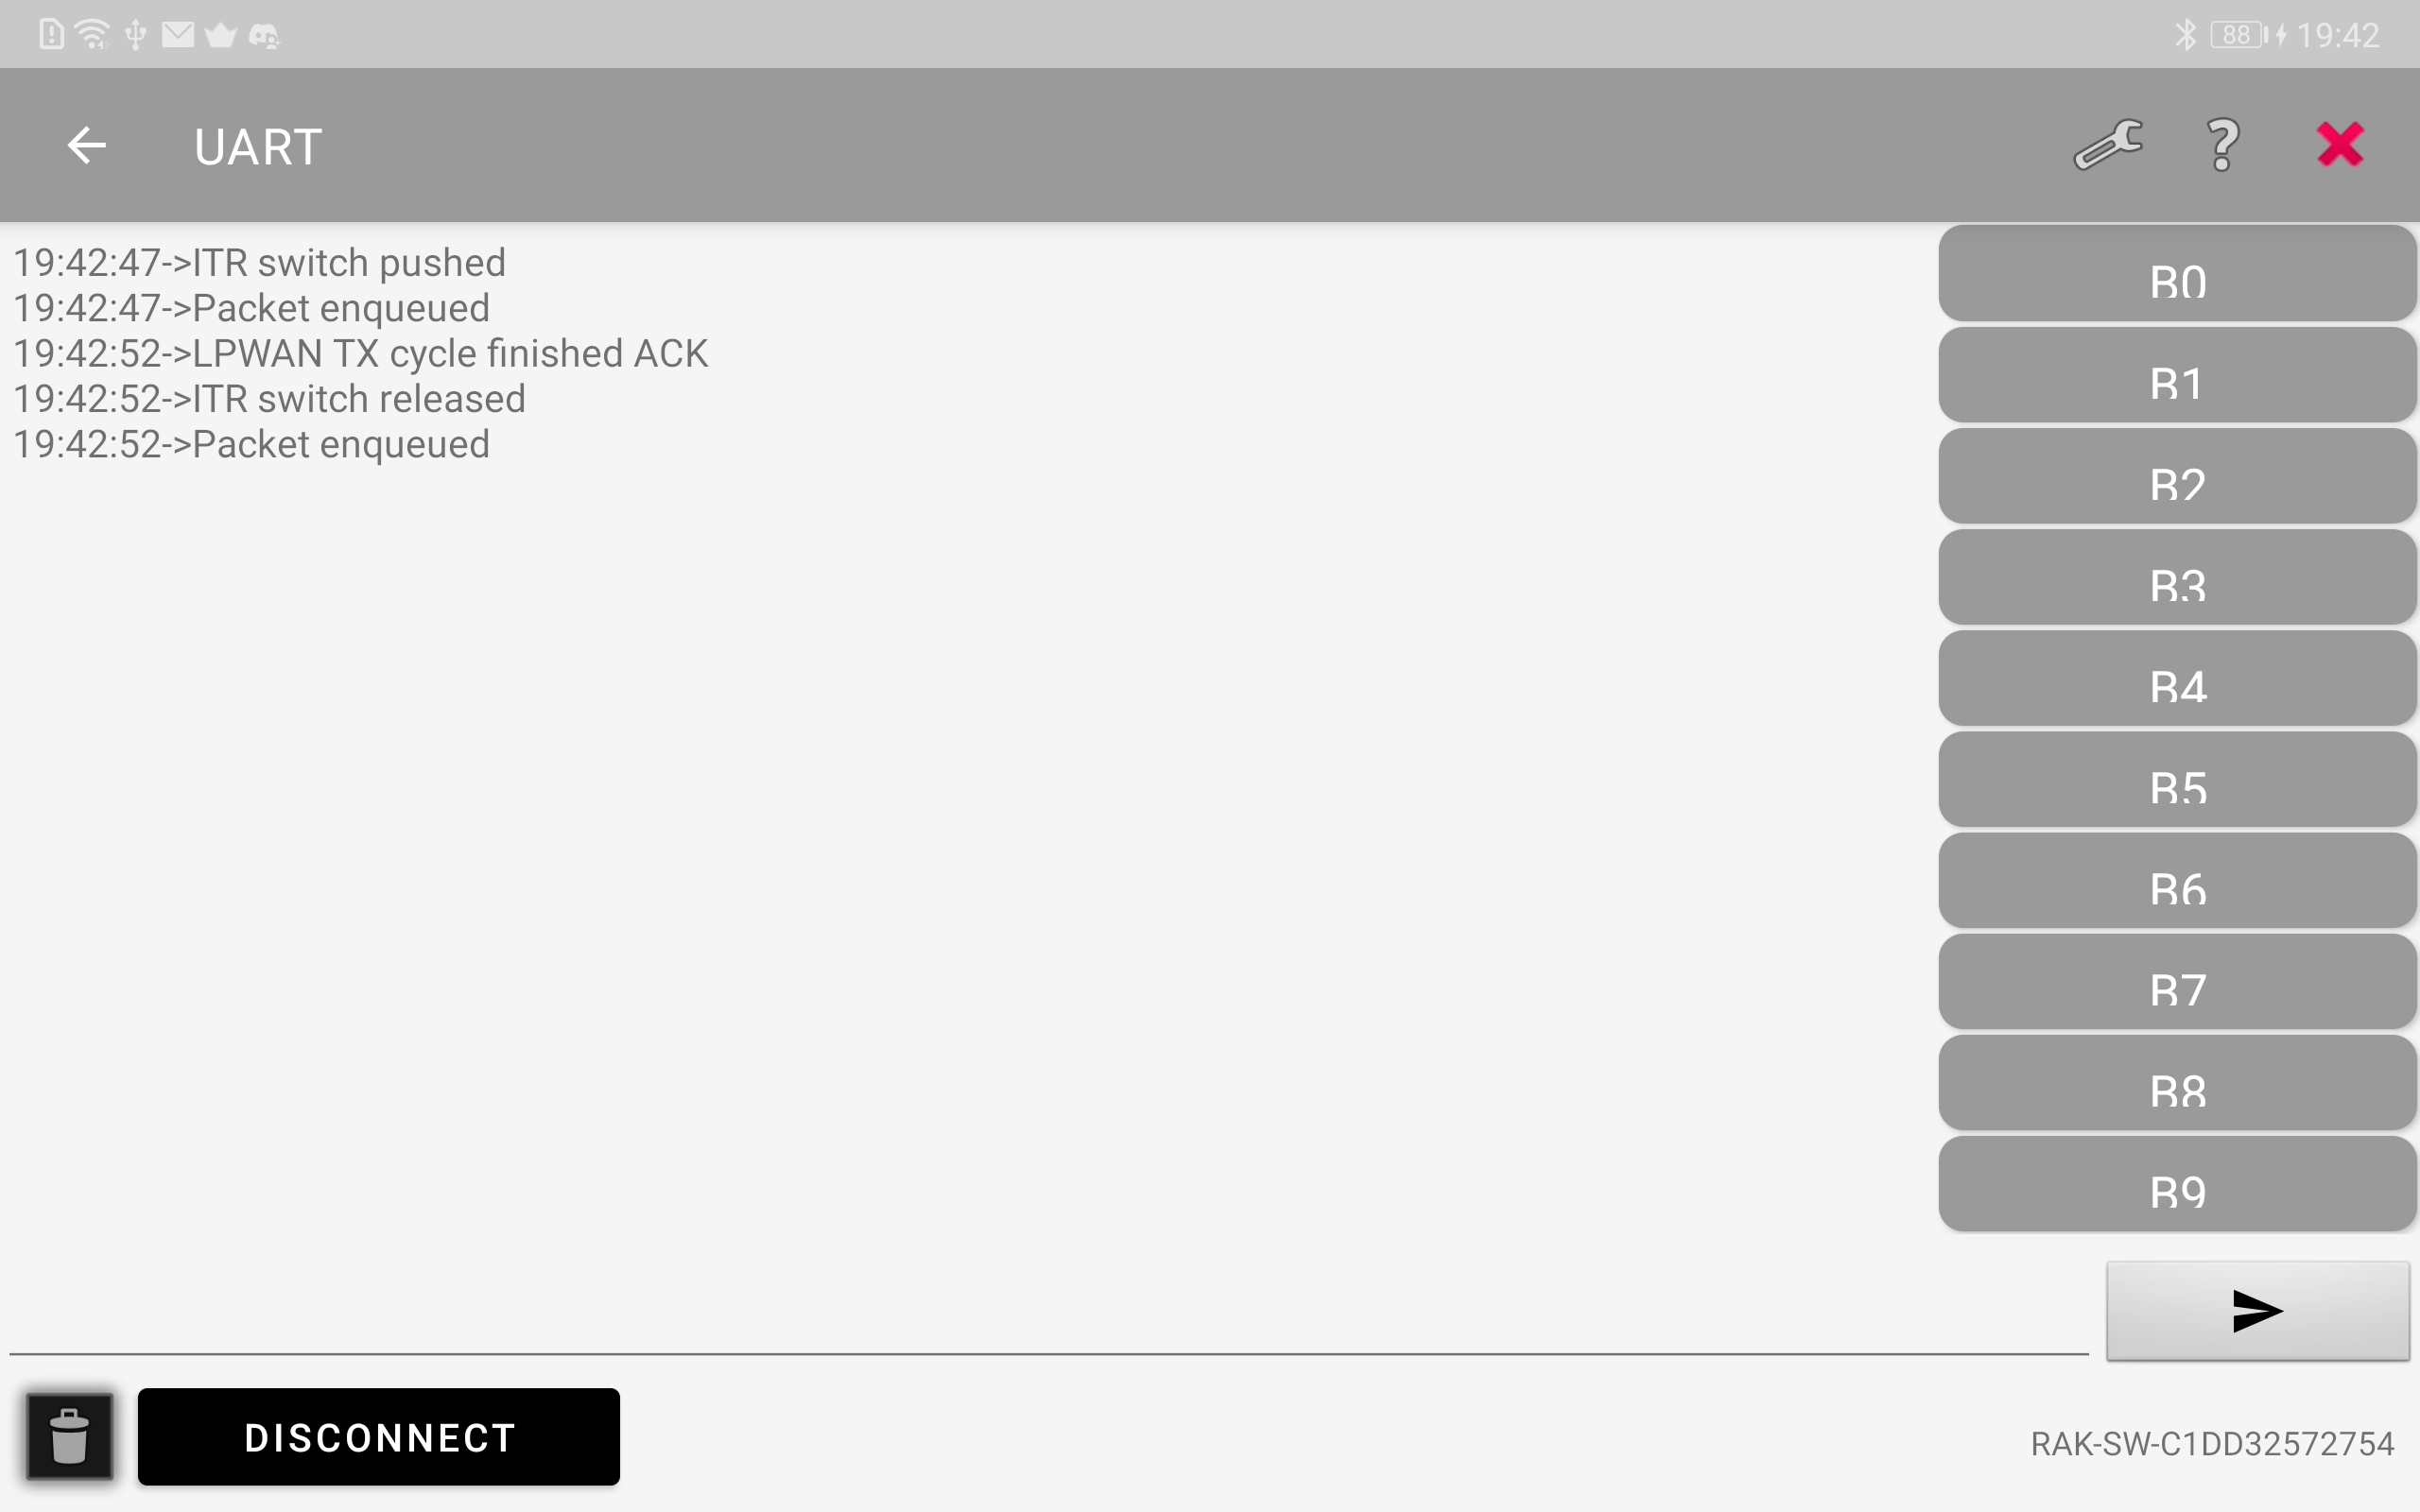 88 19:42
UART
19:42:47->ITR switch pushed
19:42:47->Packet enqueued
19:42:52->LPWAN TX cycle finished ACK
19:42:52->ITR switch released
19:42:52->Packet enqueued
B0
B1
B2
B3
B4
B5
B6
B7
B8
B9
DISCONNECT
RAK-SW-C1DD32572754